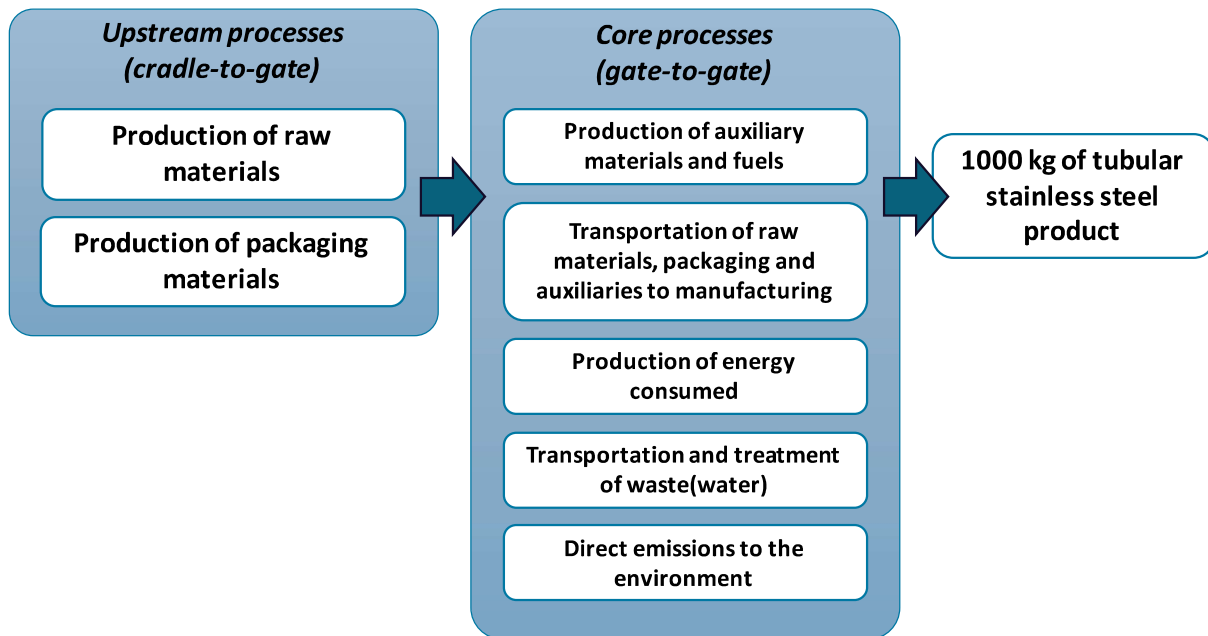 Upstream processes
(cradle-to-gate)
Production of raw
materials
Production of packaging
materials
Core processes
(gate-to-gate)
Production of auxiliary
materials and fuels
Transportation of raw
materials, packaging and
auxiliaries to manufacturing
Production of energy
consumed
Transportation and treatment
of waste(water)
Direct emissions to the
environment
1000 kg of tubular
stainless steel
product